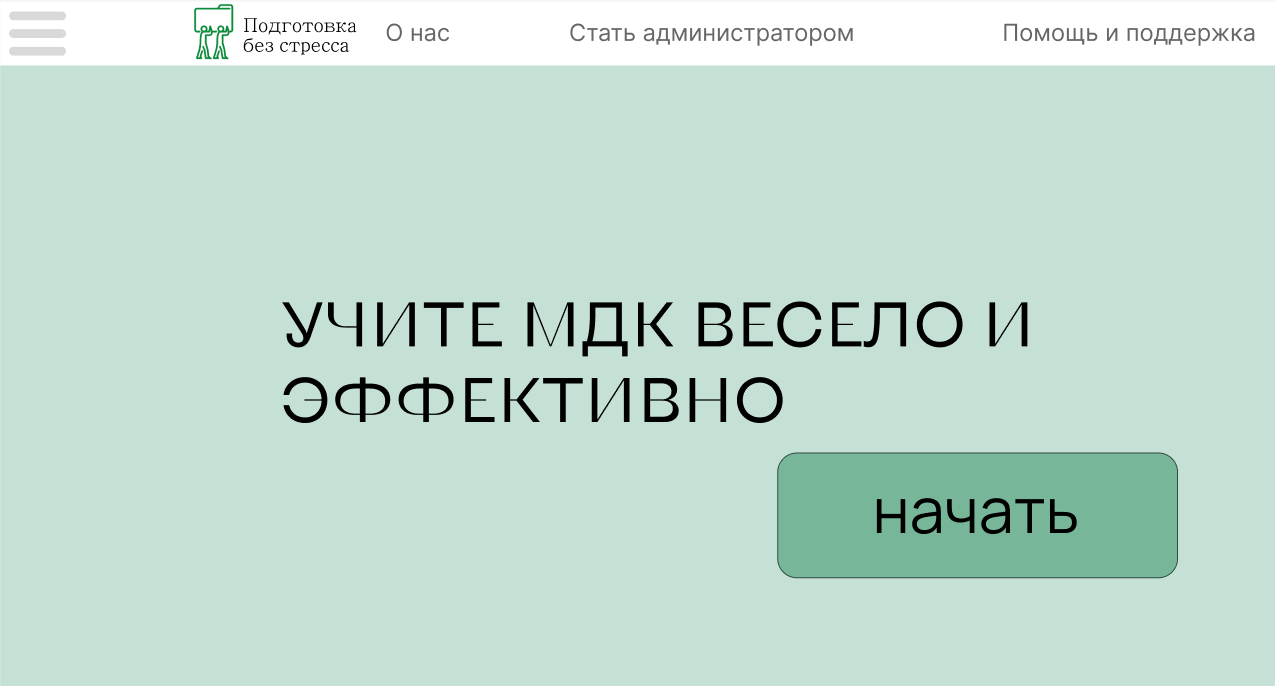 Подготовка
без стресса
О нас
Стать администратором
Помощь и поддержка
УЧИТЕ МДК ВЕСЕЛО И
ЭФФЕКТИВНО
начать